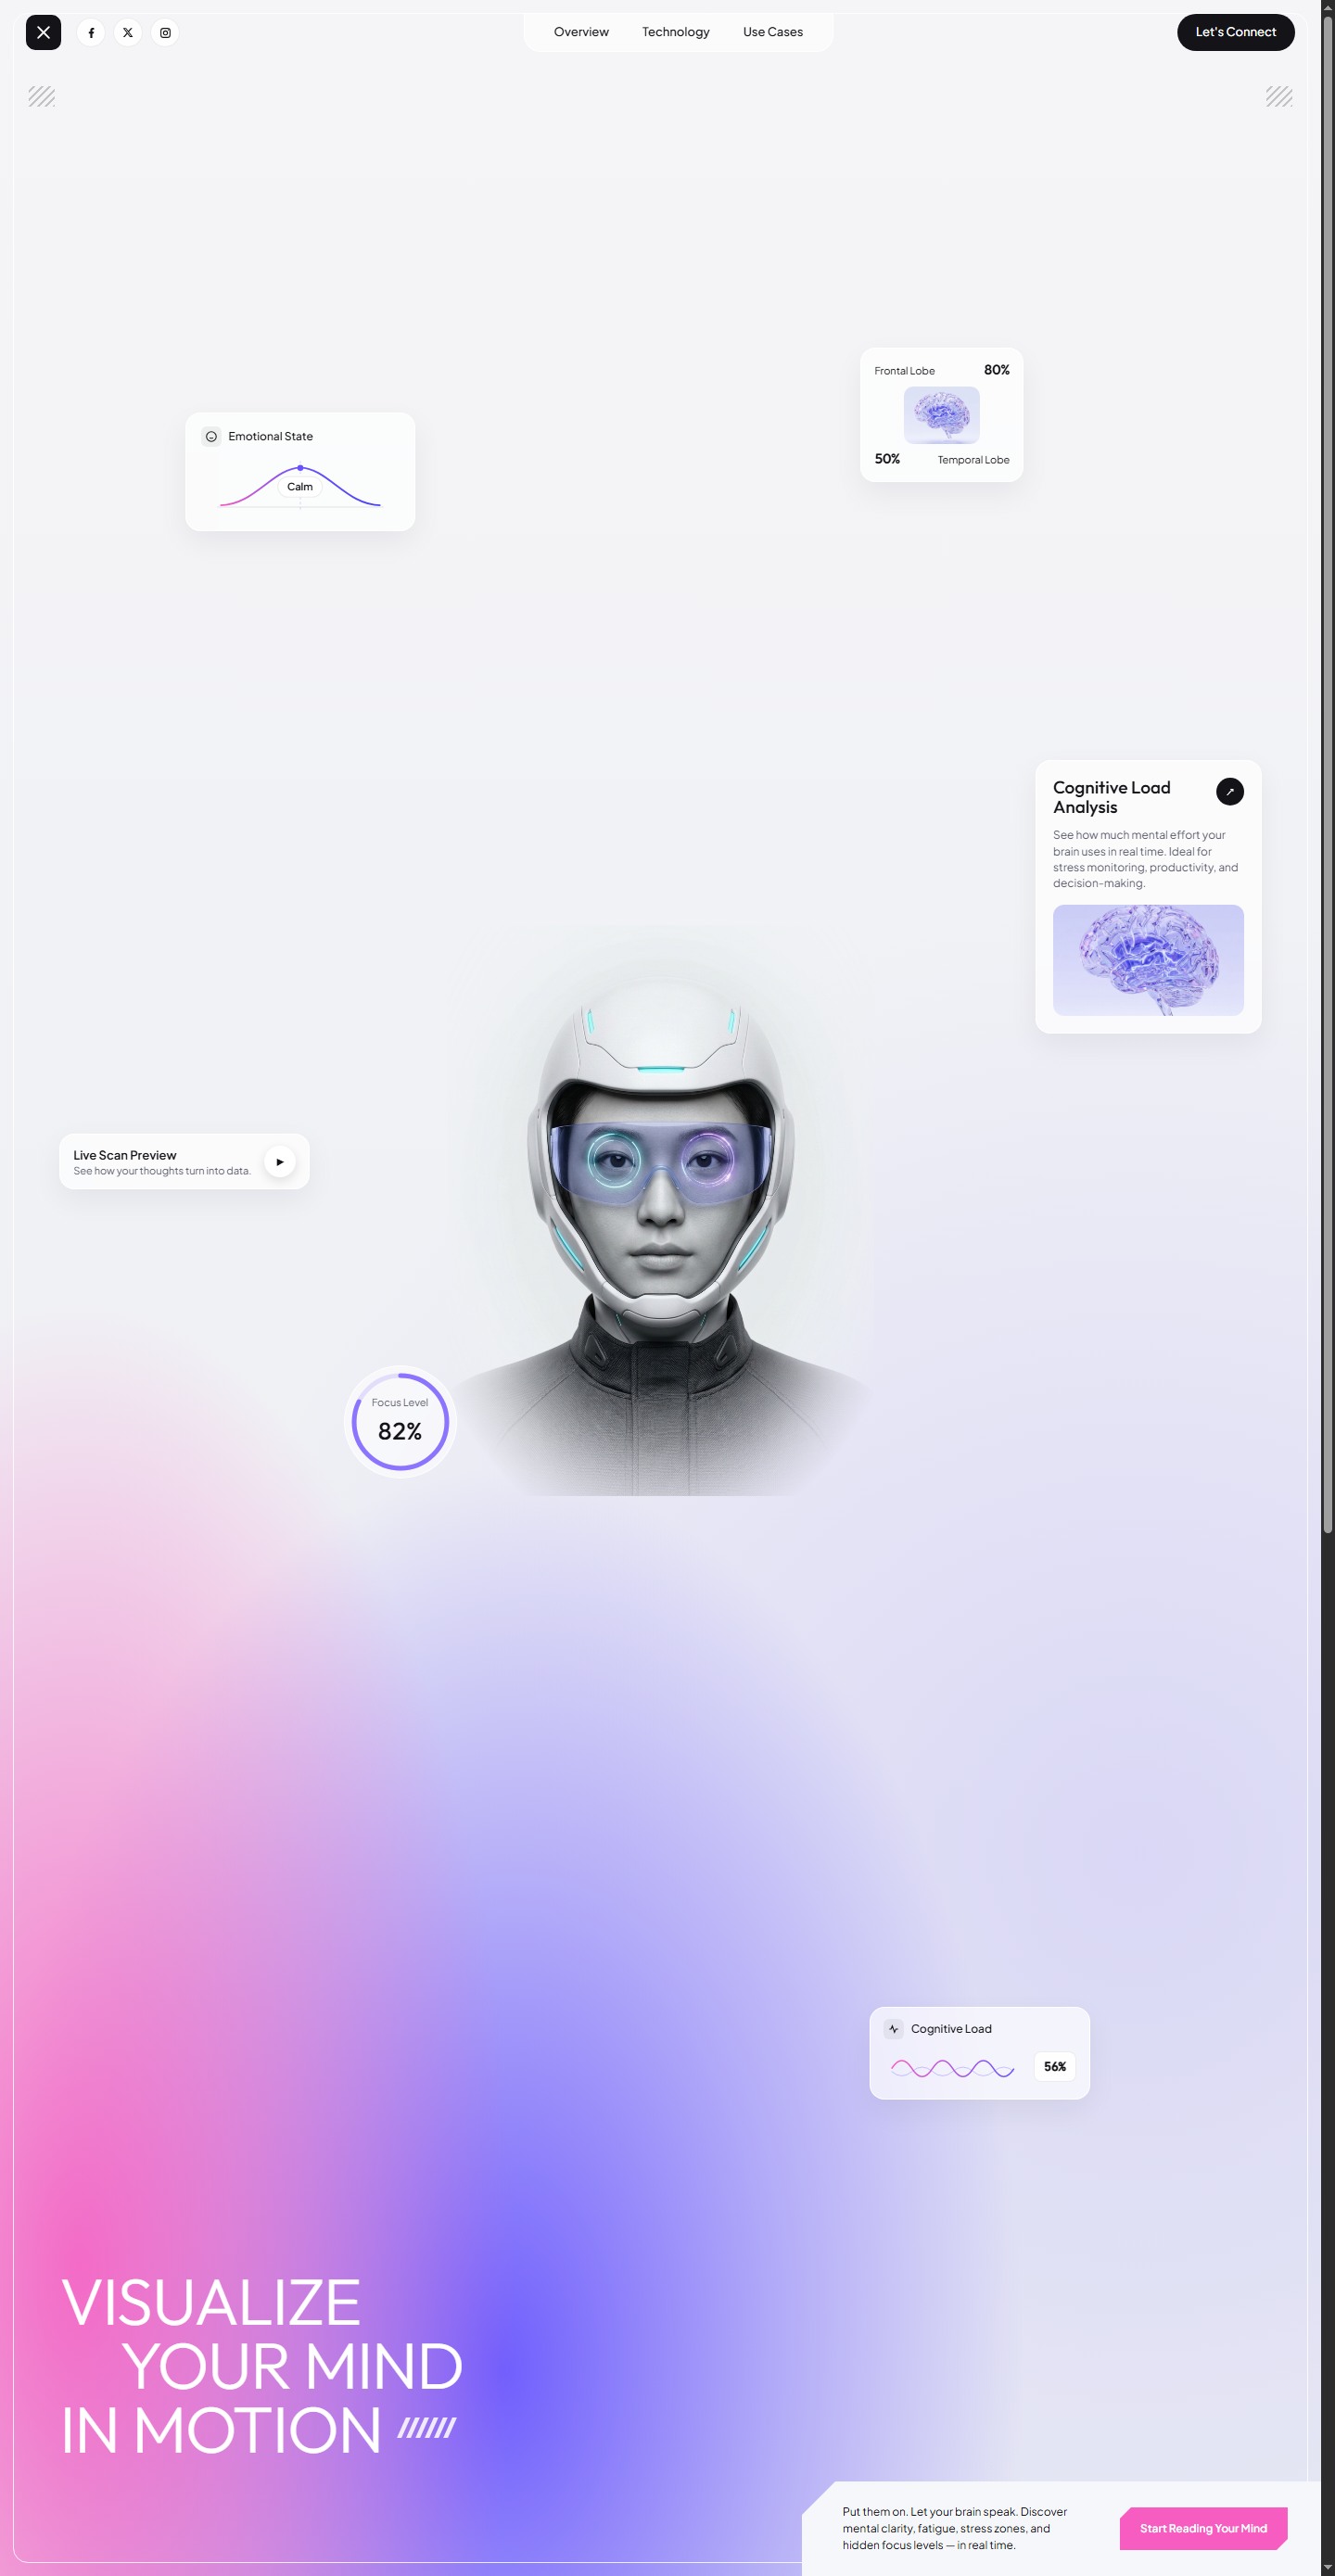 Overview Technology Use Cases
Let's Connect
Frontal Lobe 80%
50% Temporal Lobe
Emotional State
Calm
Cognitive Load
Analysis
See how much mental effort your
brain uses in real time. Ideal for
stress monitoring, productivity, and
decision-making.
Live Scan Preview
See how your thoughts turn into data.
Focus Level
82%
Cognitive Load
56%
VISUALIZE
YOUR MIND
IN MOTION
Put them on. Let your brain speak. Discover
mental clarity, fatigue, stress zones, and
hidden focus levels — in real time.
Start Reading Your Mind